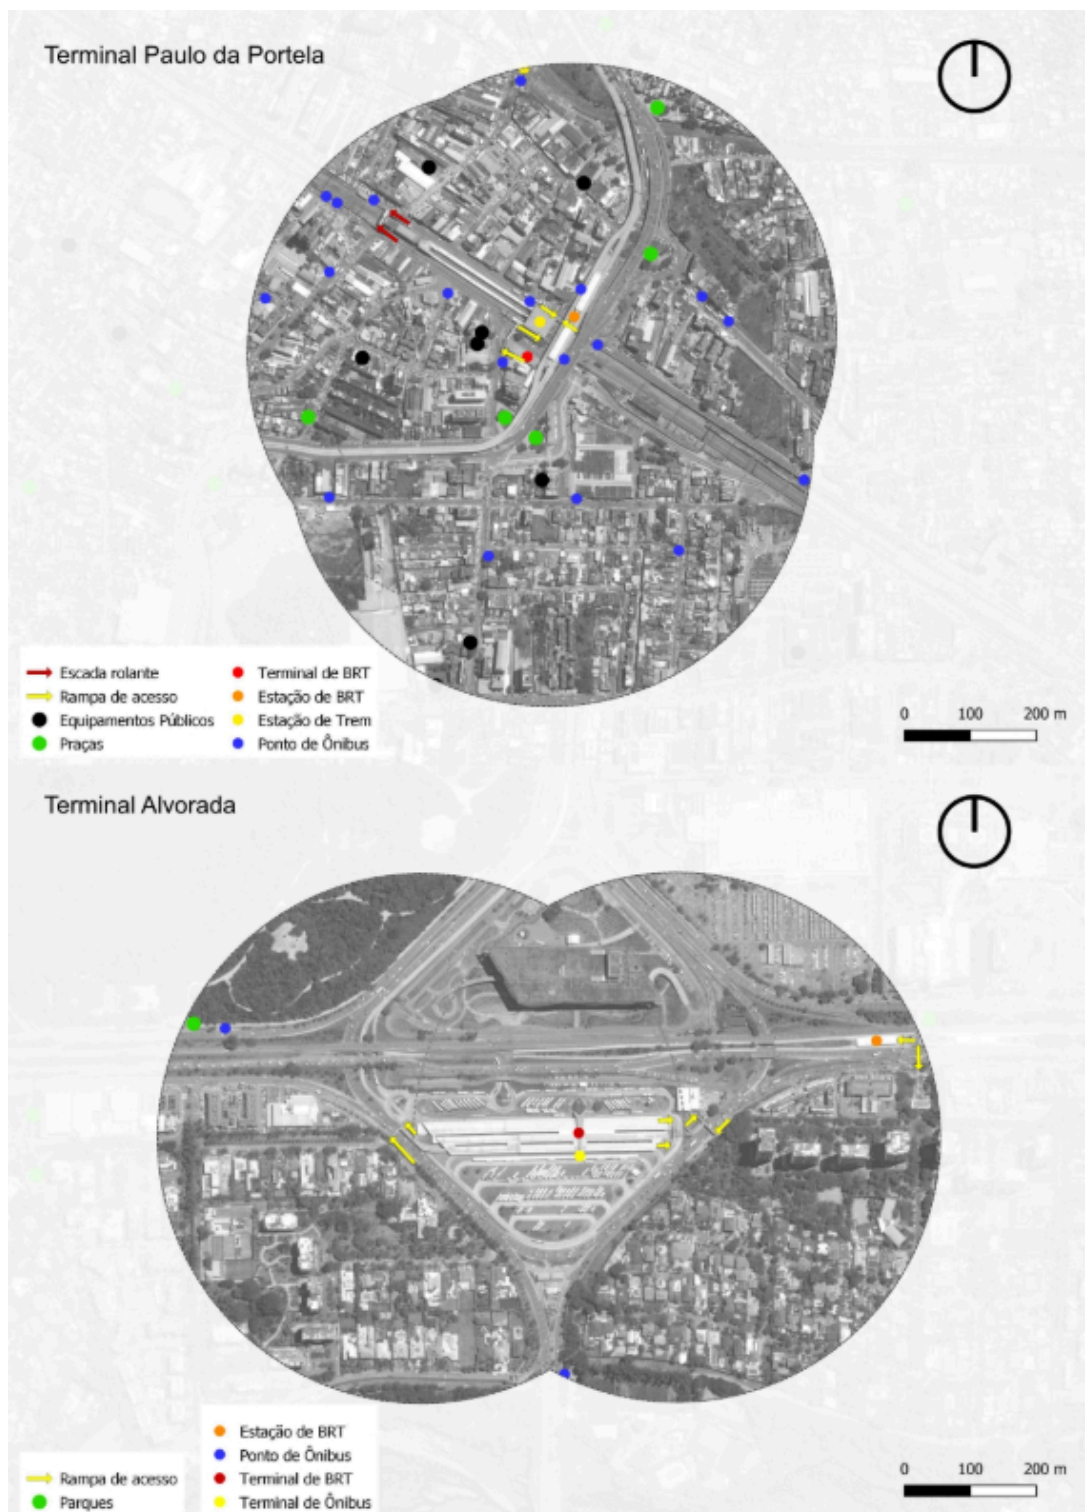 Terminal Paulo da Portela
Escada rolante
Rampa de acesso
Equipamentos Públicos
Praças
Terminal de BRT
Estação de BRT
Estação de Trem
Ponto de Ônibus
0 100 200 m
Terminal Alvorada
Rampa de acesso
Parques
Estação de BRT
Ponto de Ônibus
Terminal de BRT
Terminal de Ônibus
0 100 200 m